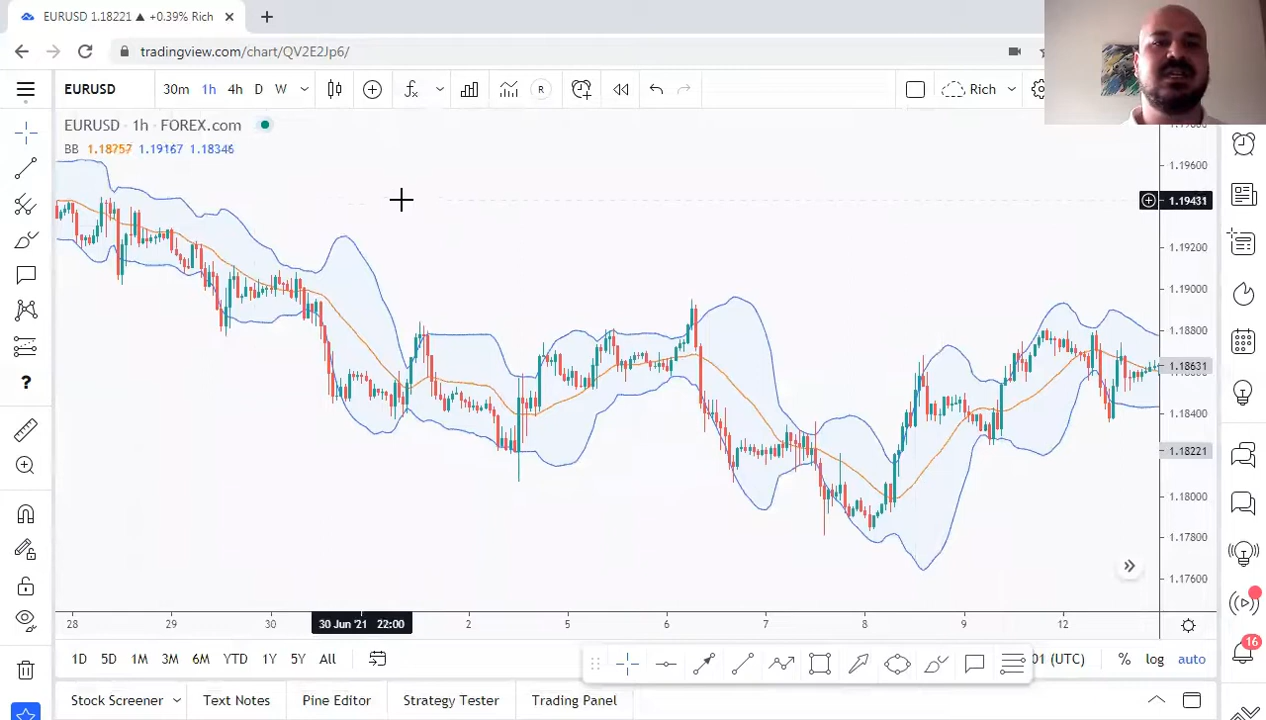 EURUSD 1.18221 ▲ +0.39% Rich
tradingview.com/chart/QV2E2Jp6/
EURUSD 30m 1h 4h D W R Rich
EURUSD · 1h · FOREX.com
BB 1.18757 1.19167 1.18346
1.19600
1.19431
1.19200
1.19000
1.18800
1.18631
1.18400
1.18221
1.18000
1.17800
1.17600
28 29 30 30 Jun '21 22:00 2 5 6 7 8 9 12
1D 5D 1M 3M 6M YTD 1Y 5Y All 01 (UTC) % log auto
16
Stock Screener Text Notes Pine Editor Strategy Tester Trading Panel